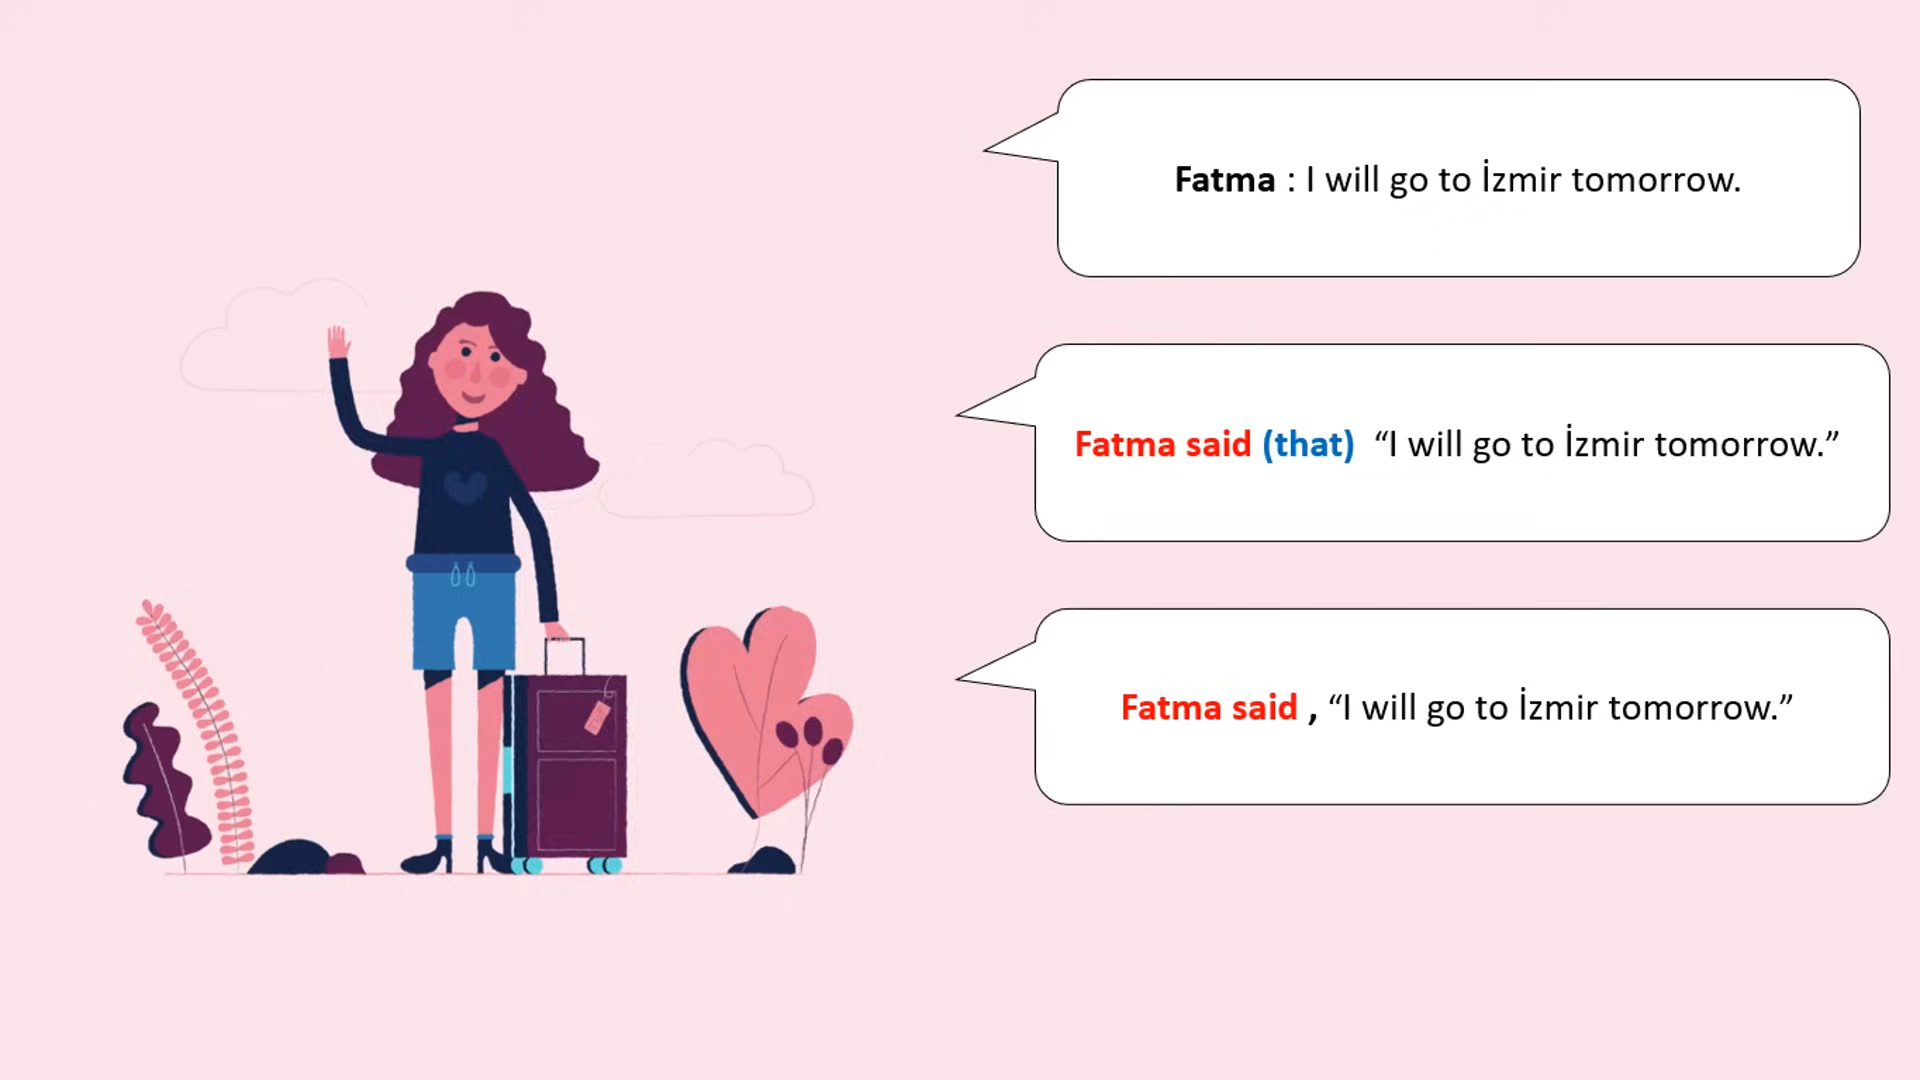 Fatma : I will go to İzmir tomorrow.
Fatma said (that) “I will go to İzmir tomorrow.”
Fatma said , “I will go to İzmir tomorrow.”